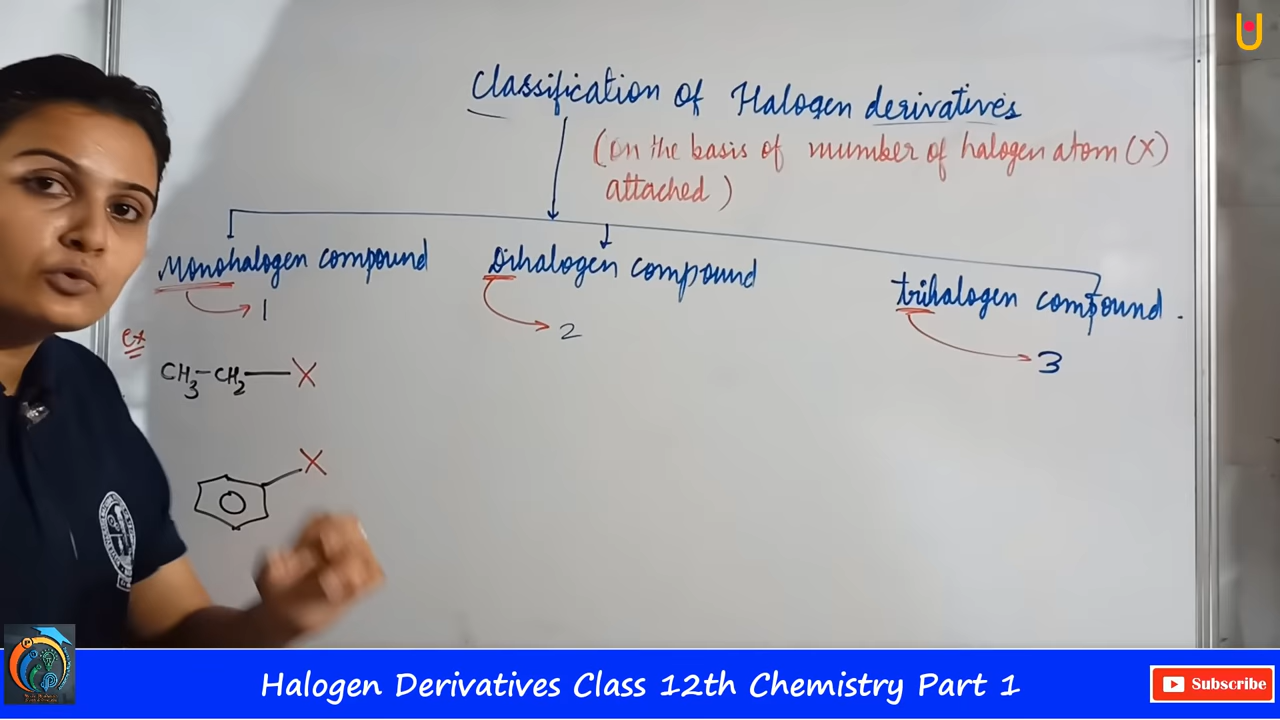 Classification of Halogen derivatives
(on the basis of number of halogen atom (X)
attached)
Monohalogen compound
Dihalogen compound
trihalogen compound.
1
2
3
ex
CH3-CH2—X
X
Halogen Derivatives Class 12th Chemistry Part 1
Subscribe